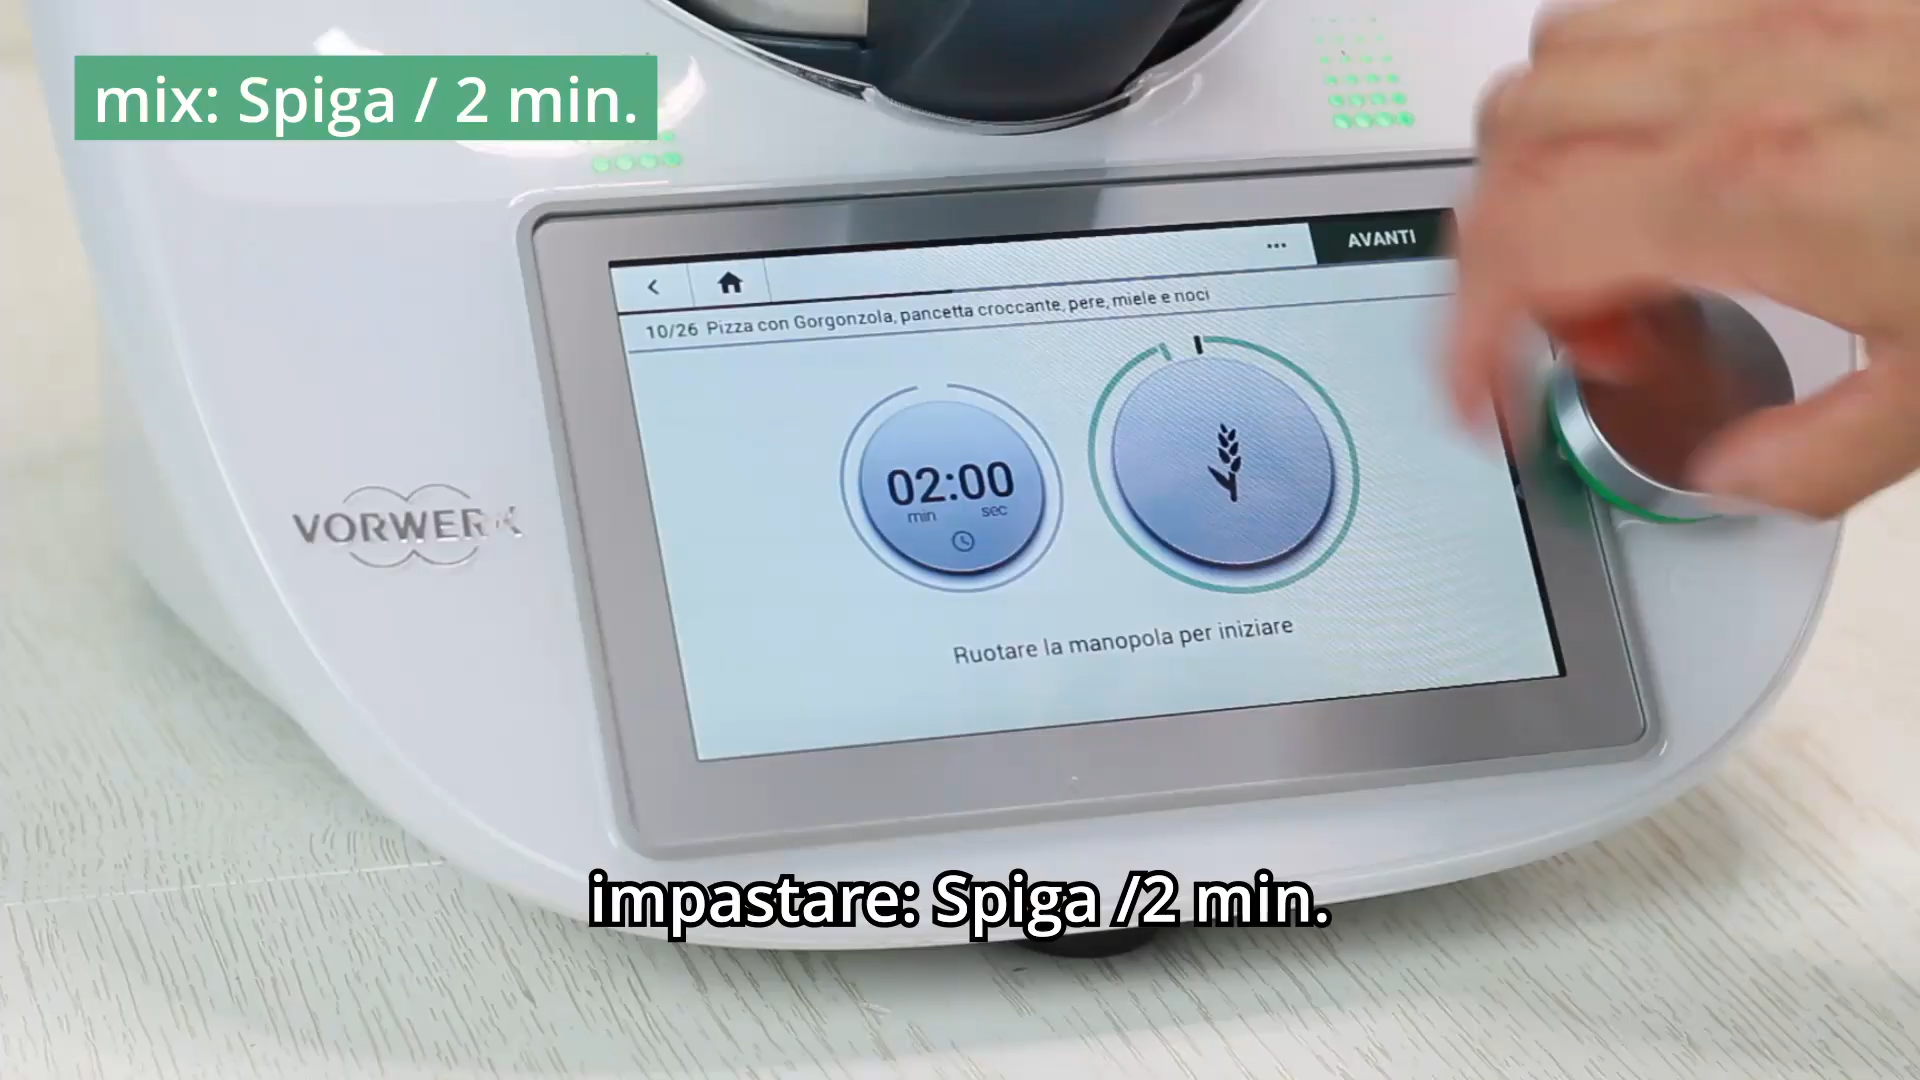 mix: Spiga / 2 min.
AVANTI
10/26 Pizza con Gorgonzola, pancetta croccante, pere, miele e noci
02:00
min sec
VORWERK
Ruotare la manopola per iniziare
impastare: Spiga /2 min.